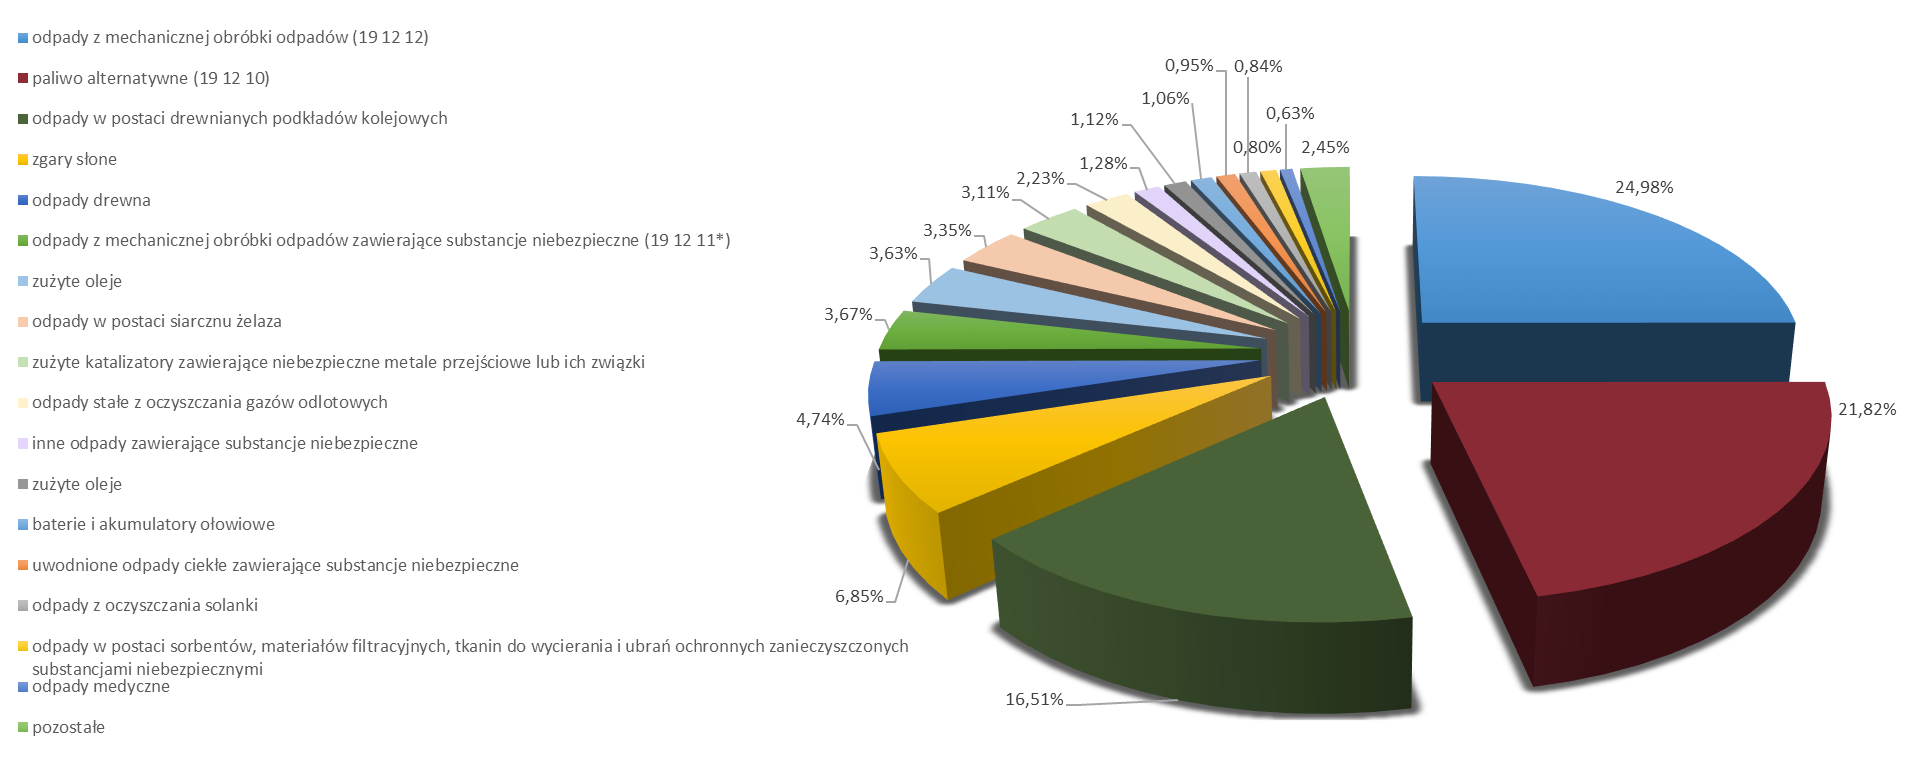 odpady z mechanicznej obróbki odpadów (19 12 12)
paliwo alternatywne (19 12 10)
odpady w postaci drewnianych podkładów kolejowych
zgary słone
odpady drewna
odpady z mechanicznej obróbki odpadów zawierające substancje niebezpieczne (19 12 11*)
zużyte oleje
odpady w postaci siarcznu żelaza
zużyte katalizatory zawierające niebezpieczne metale przejściowe lub ich związki
odpady stałe z oczyszczania gazów odlotowych
inne odpady zawierające substancje niebezpieczne
zużyte oleje
baterie i akumulatory ołowiowe
uwodnione odpady ciekłe zawierające substancje niebezpieczne
odpady z oczyszczania solanki
odpady w postaci sorbentów, materiałów filtracyjnych, tkanin do wycierania i ubrań ochronnych zanieczyszczonych
substancjami niebezpiecznymi
odpady medyczne
pozostałe
24,98%
21,82%
16,51%
6,85%
4,74%
3,67%
3,63%
3,35%
3,11%
2,23%
1,28%
1,12%
1,06%
0,95%
0,84%
0,80%
0,63%
2,45%